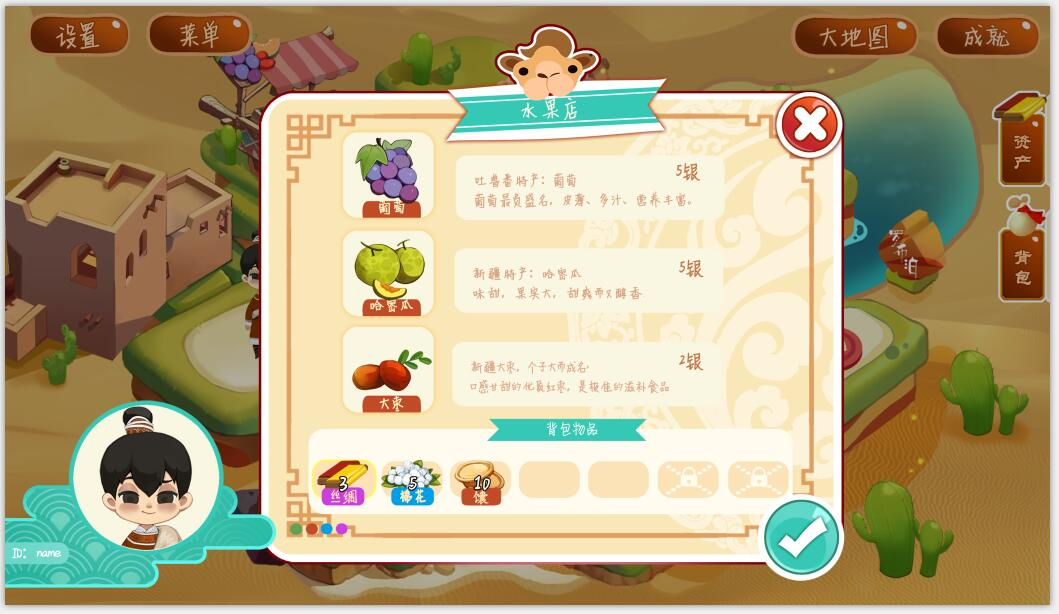 设置
菜单
大地图
成就
水果店
资产
背包
罗布泊
葡萄
吐鲁番特产：葡萄
5银
葡萄最负盛名，皮薄、多汁、营养丰富。
哈密瓜
新疆特产：哈密瓜
5银
味甜，果实大，甜爽而又醇香
大枣
新疆大枣，个子大而成名，
2银
口感甘甜的优质红枣，是极佳的滋补食品
背包物品
3
丝绸
5
棉花
10
馕
ID：name